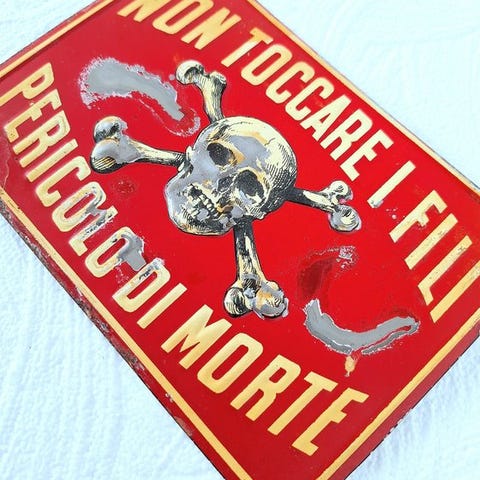 NON TOCCARE I FILI
PERICOLO DI MORTE